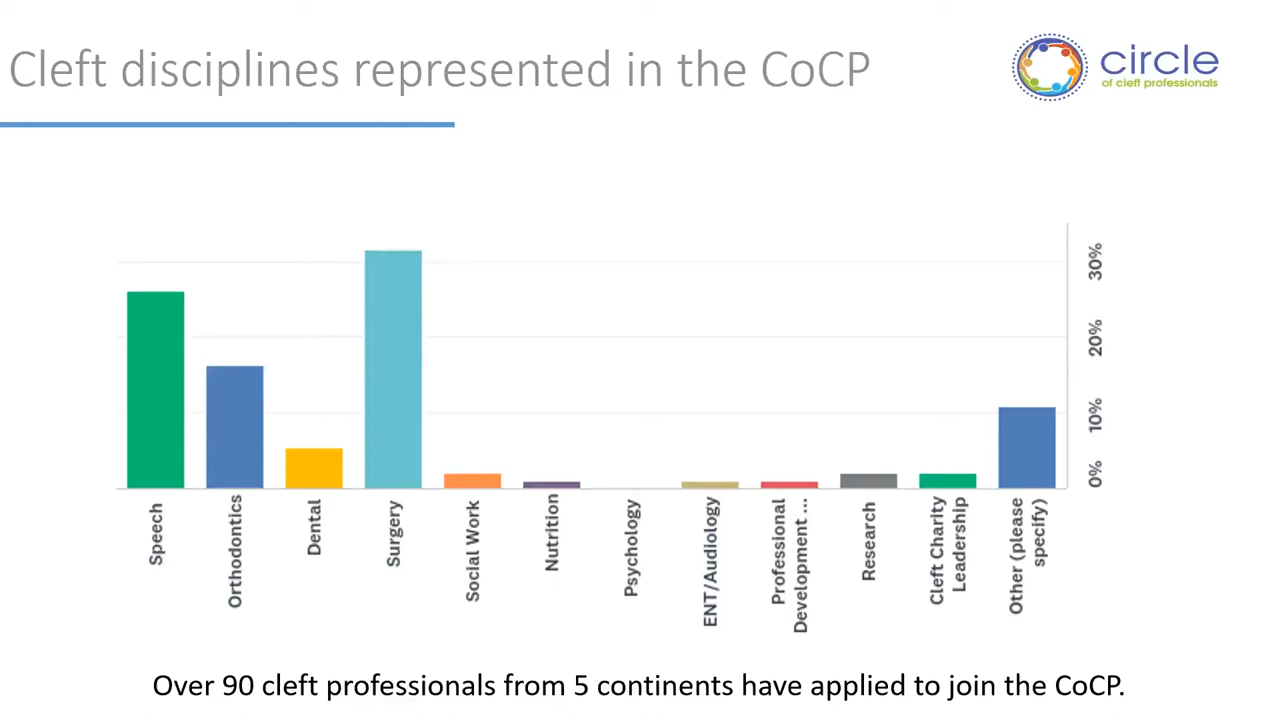 Cleft disciplines represented in the CoCP
circle
of cleft professionals
30%
20%
10%
0%
Speech
Orthodontics
Dental
Surgery
Social Work
Nutrition
Psychology
ENT/Audiology
Professional
Development ...
Research
Cleft Charity
Leadership
Other (please
specify)
Over 90 cleft professionals from 5 continents have applied to join the CoCP.